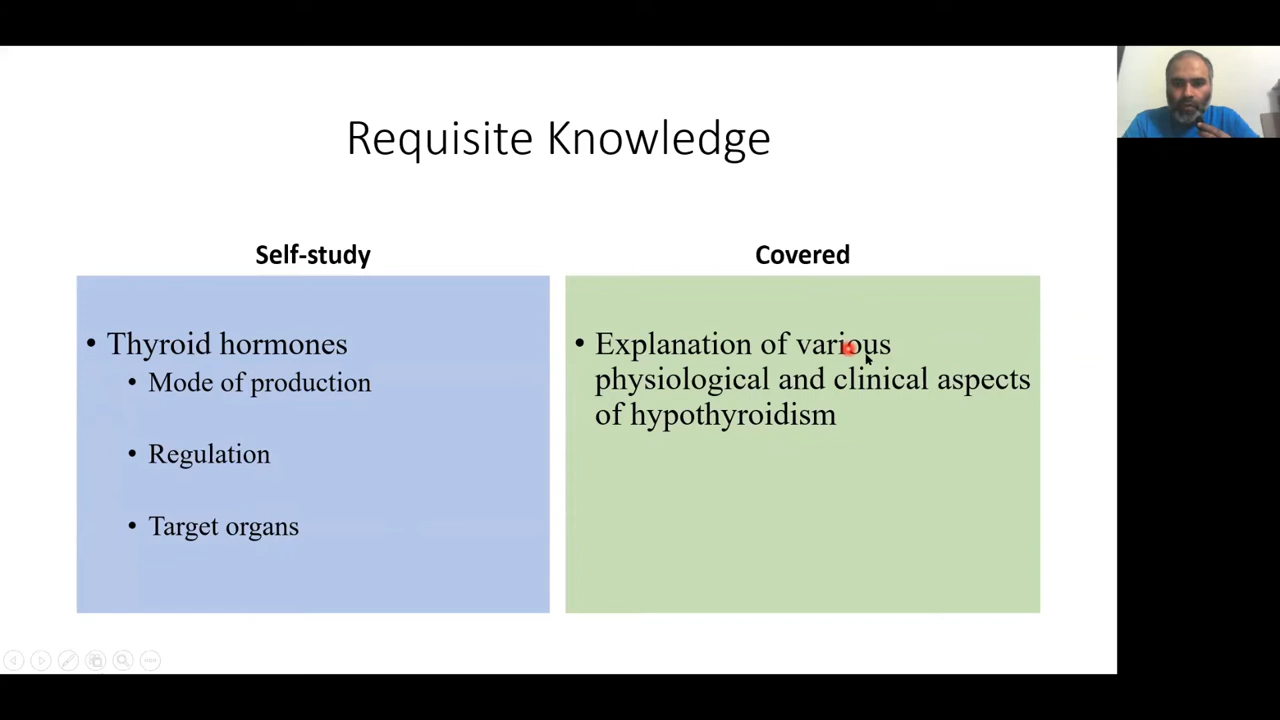 Requisite Knowledge
Self-study
• Thyroid hormones
• Mode of production
• Regulation
• Target organs
Covered
• Explanation of various
physiological and clinical aspects
of hypothyroidism